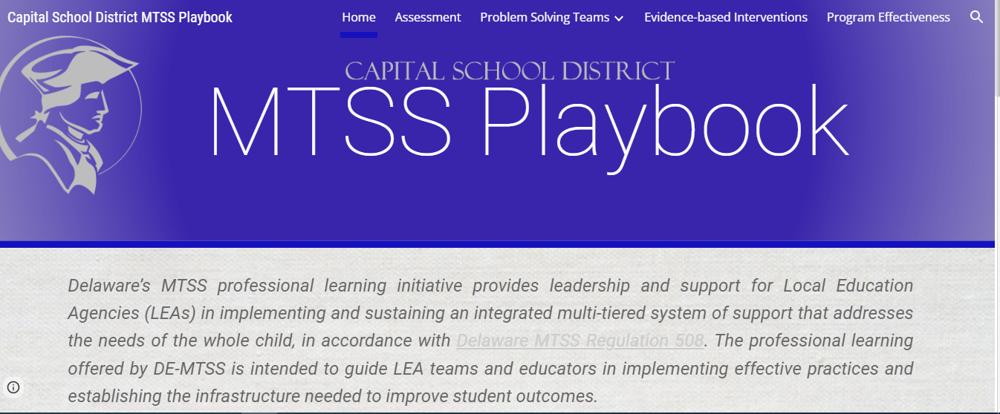 Capital School District MTSS Playbook
Home Assessment Problem Solving Teams Evidence-based Interventions Program Effectiveness
CAPITAL SCHOOL DISTRICT
MTSS Playbook
Delaware’s MTSS professional learning initiative provides leadership and support for Local Education
Agencies (LEAs) in implementing and sustaining an integrated multi-tiered system of support that addresses
the needs of the whole child, in accordance with Delaware MTSS Regulation 508. The professional learning
offered by DE-MTSS is intended to guide LEA teams and educators in implementing effective practices and
establishing the infrastructure needed to improve student outcomes.